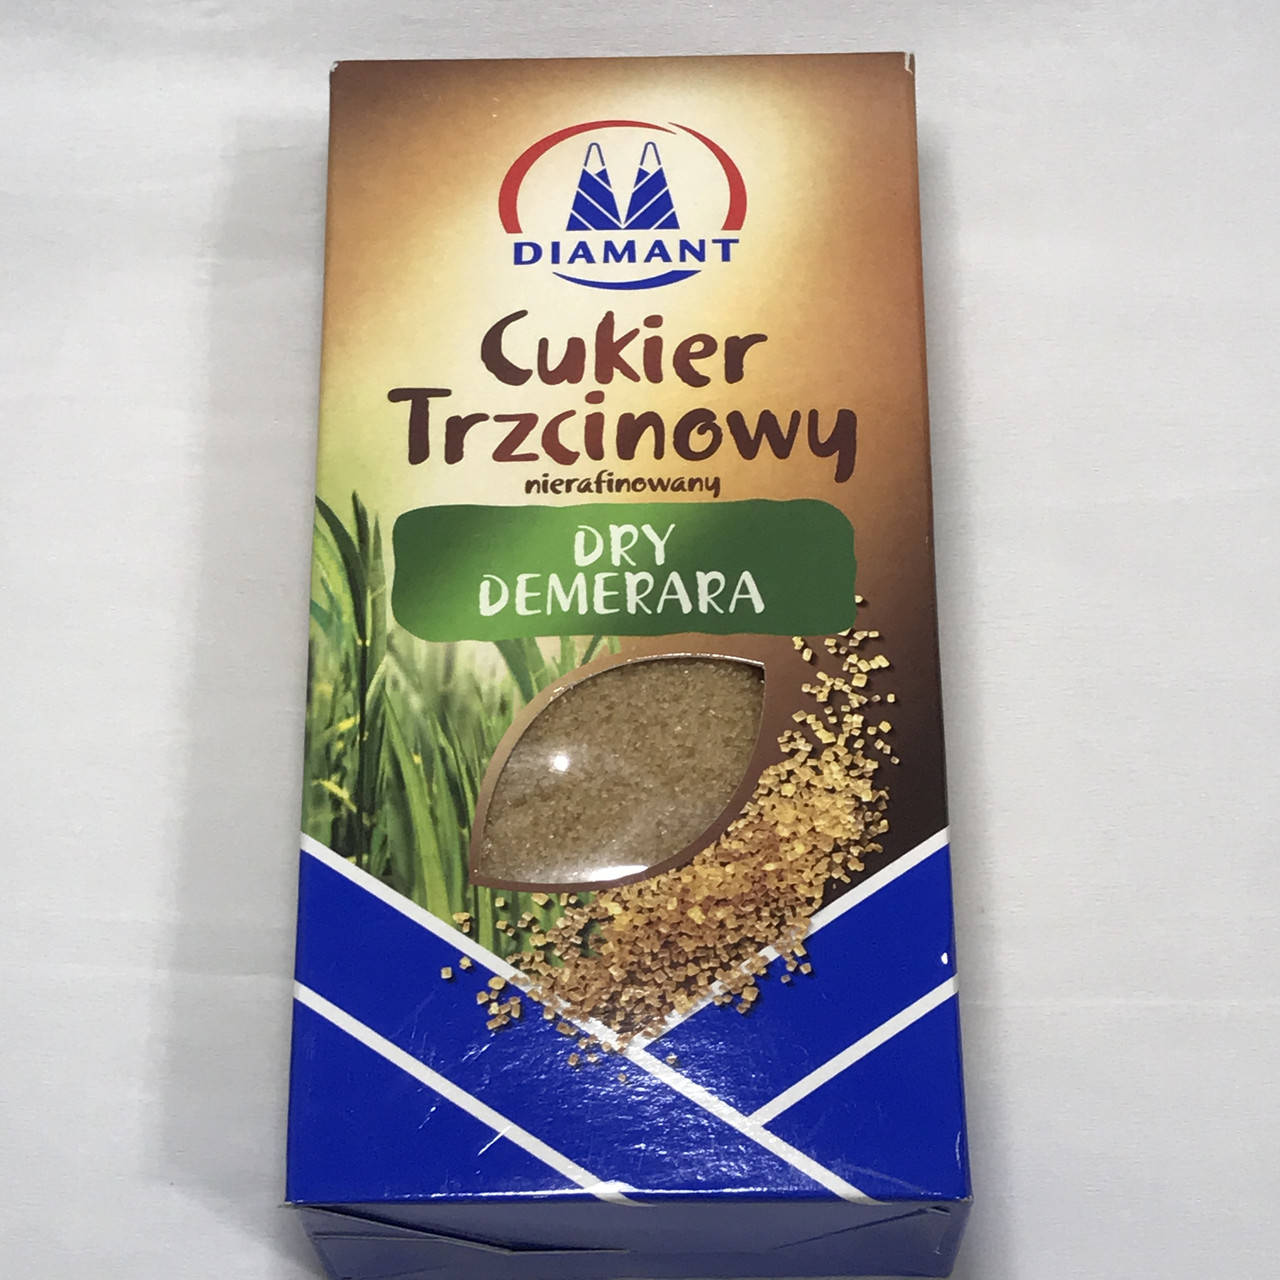 DIAMANT
Cukier
Trzcinowy
nierafinowany
DRY
DEMERARA